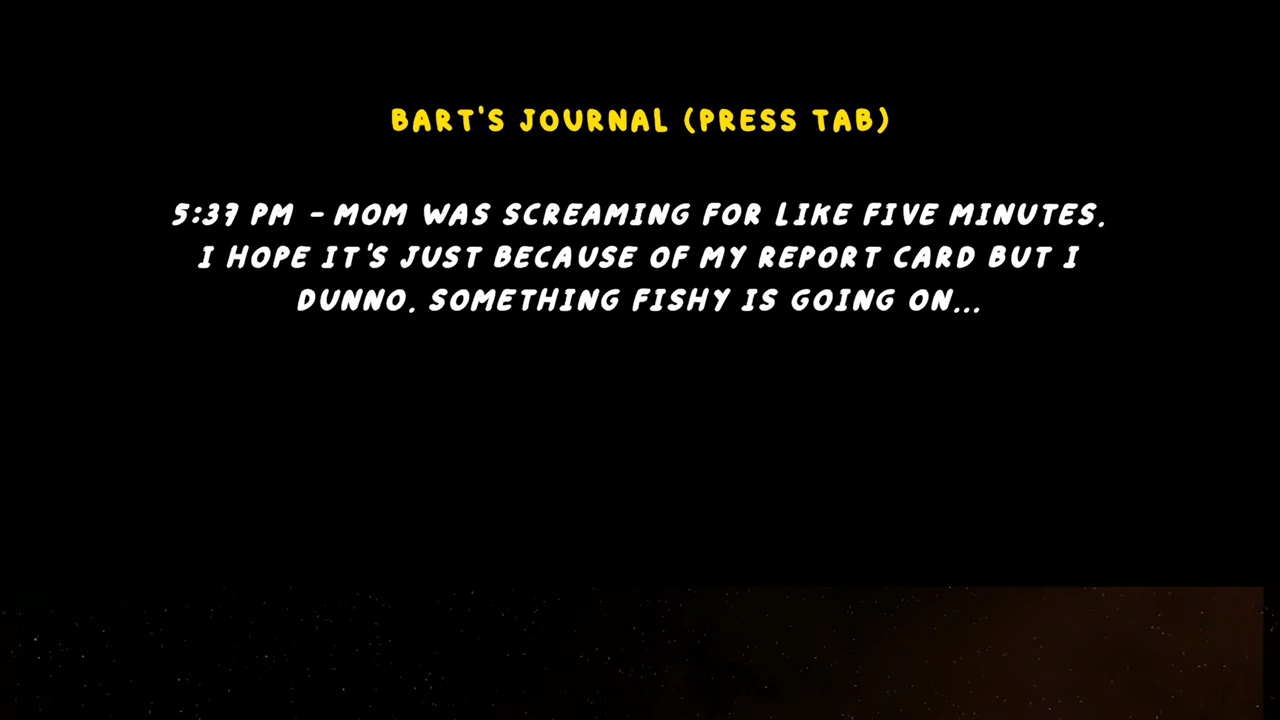 BART'S JOURNAL (PRESS TAB)
5:37 PM - MOM WAS SCREAMING FOR LIKE FIVE MINUTES.
I HOPE IT'S JUST BECAUSE OF MY REPORT CARD BUT I
DUNNO. SOMETHING FISHY IS GOING ON...